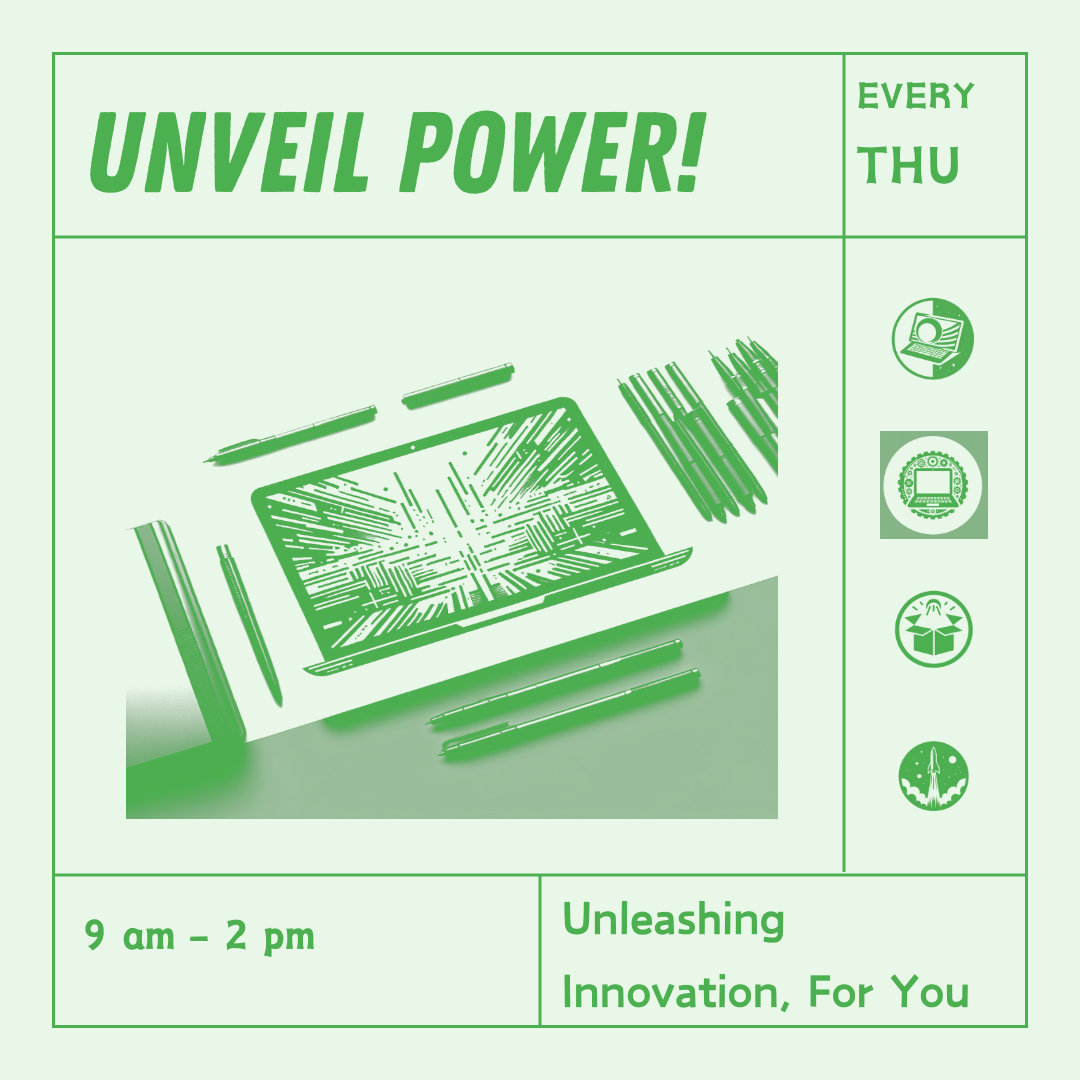 UNVEIL POWER!
EVERY
THU
9 am – 2 pm
Unleashing
Innovation, For You